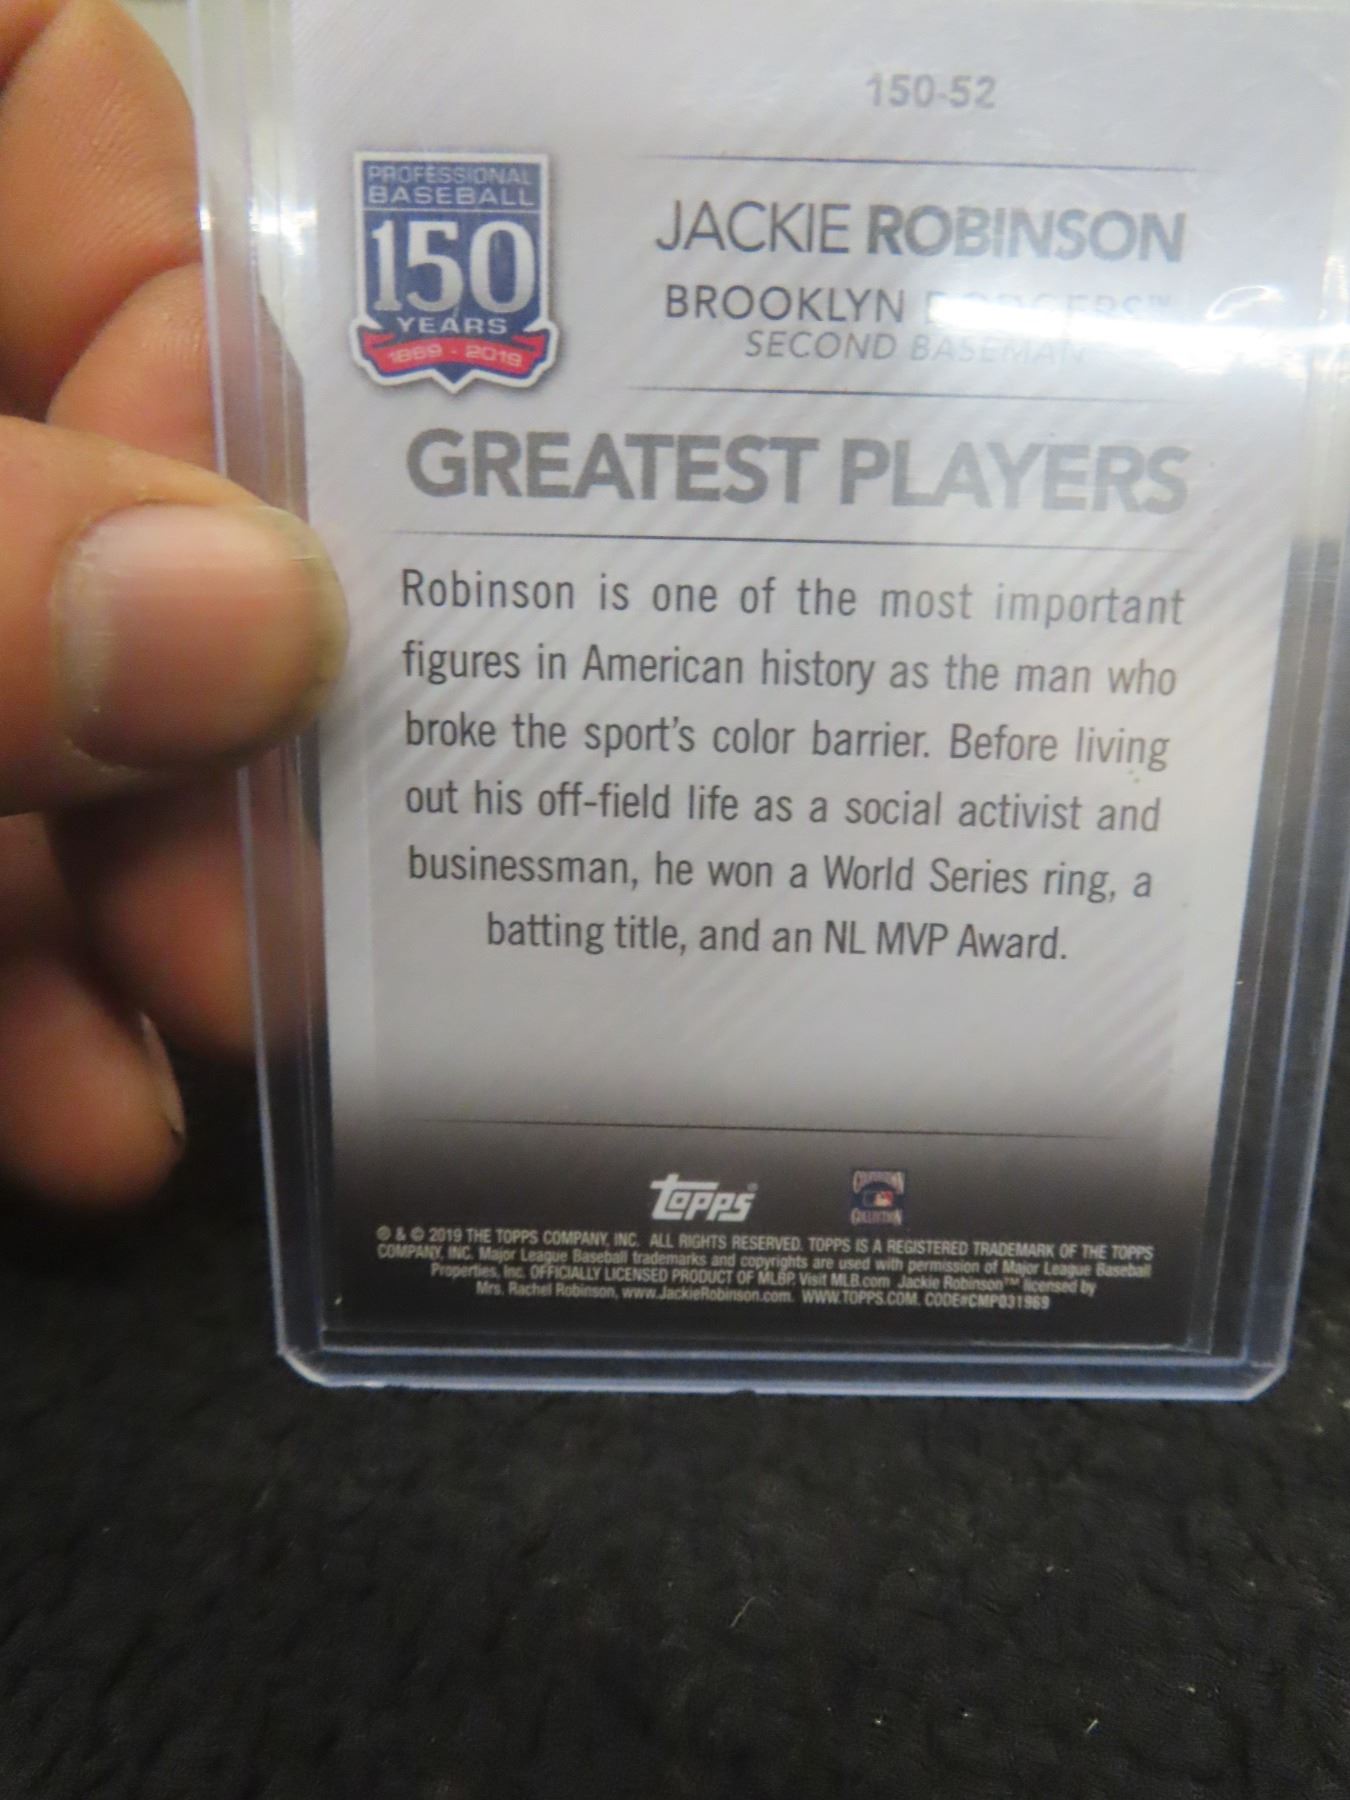 150-52
PROFESSIONAL
BASEBALL
150
YEARS
1869 - 2019
JACKIE ROBINSON
BROOKLYN DODGERS™
SECOND BASEMAN
GREATEST PLAYERS
Robinson is one of the most important
figures in American history as the man who
broke the sport's color barrier. Before living
out his off-field life as a social activist and
businessman, he won a World Series ring, a
batting title, and an NL MVP Award.
topps®
COOPERSTOWN
COLLECTION
® & © 2019 THE TOPPS COMPANY, INC. ALL RIGHTS RESERVED. TOPPS IS A REGISTERED TRADEMARK OF THE TOPPS
COMPANY, INC. Major League Baseball trademarks and copyrights are used with permission of Major League Baseball
Properties, Inc. OFFICIALLY LICENSED PRODUCT OF MLBP. Visit MLB.com Jackie Robinson™ licensed by
Mrs. Rachel Robinson, www.JackieRobinson.com. WWW.TOPPS.COM. CODE#CMP031969